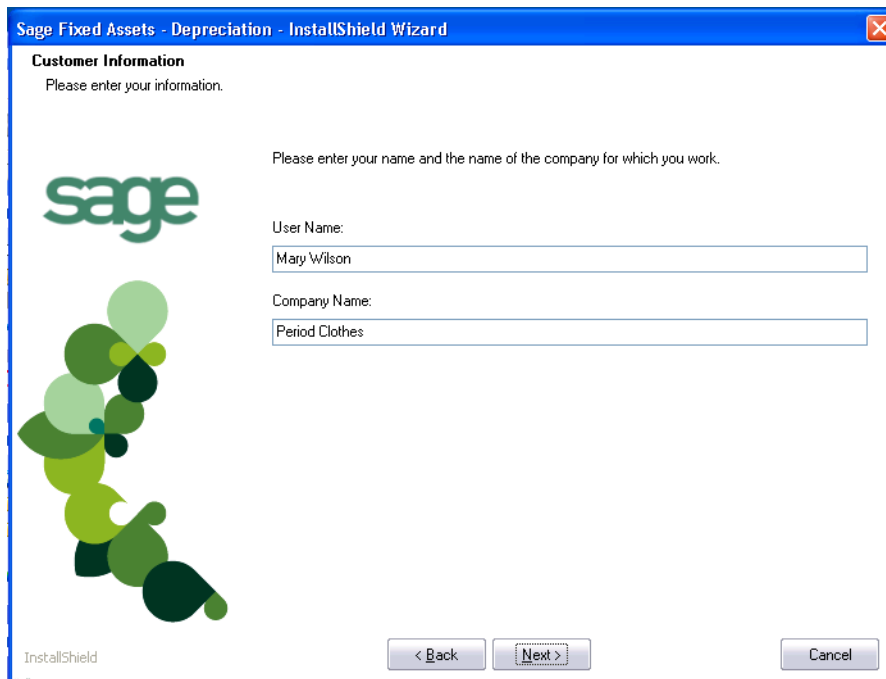 Sage Fixed Assets - Depreciation - InstallShield Wizard
Customer Information
Please enter your information.
Please enter your name and the name of the company for which you work.
sage
User Name:
Mary Wilson
Company Name:
Period Clothes
InstallShield
< Back
Next >
Cancel